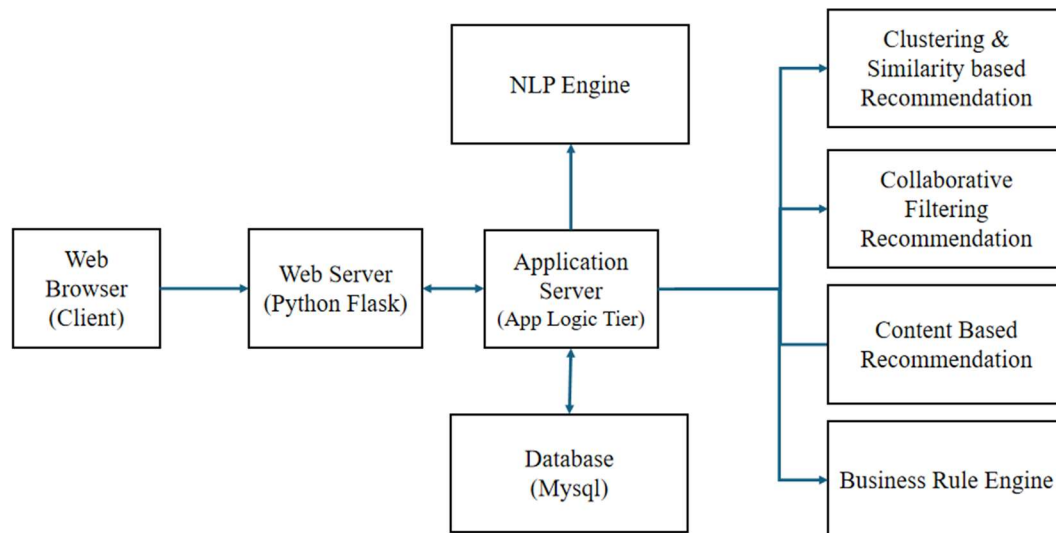 Web
Browser
(Client)
Web Server
(Python Flask)
NLP Engine
Application
Server
(App Logic Tier)
Database
(Mysql)
Clustering &
Similarity based
Recommendation
Collaborative
Filtering
Recommendation
Content Based
Recommendation
Business Rule Engine